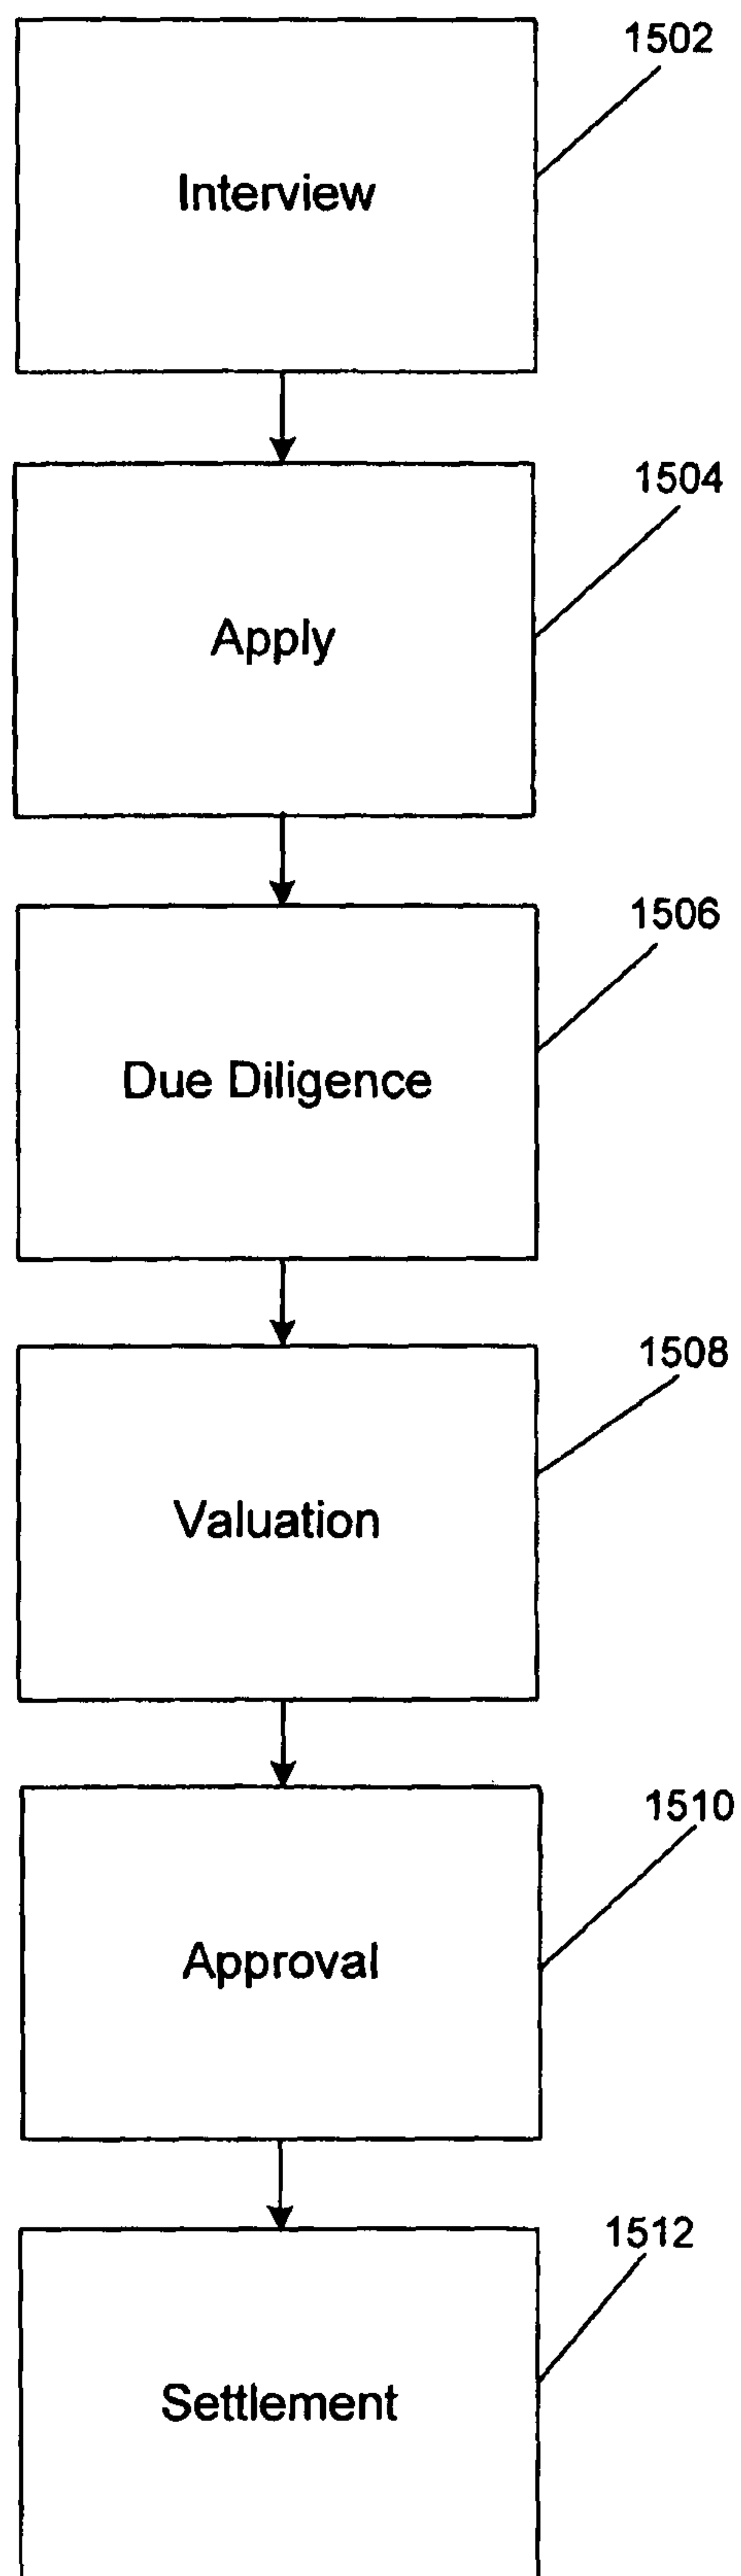 1502
Interview
1504
Apply
1506
Due Diligence
1508
Valuation
1510
Approval
1512
Settlement